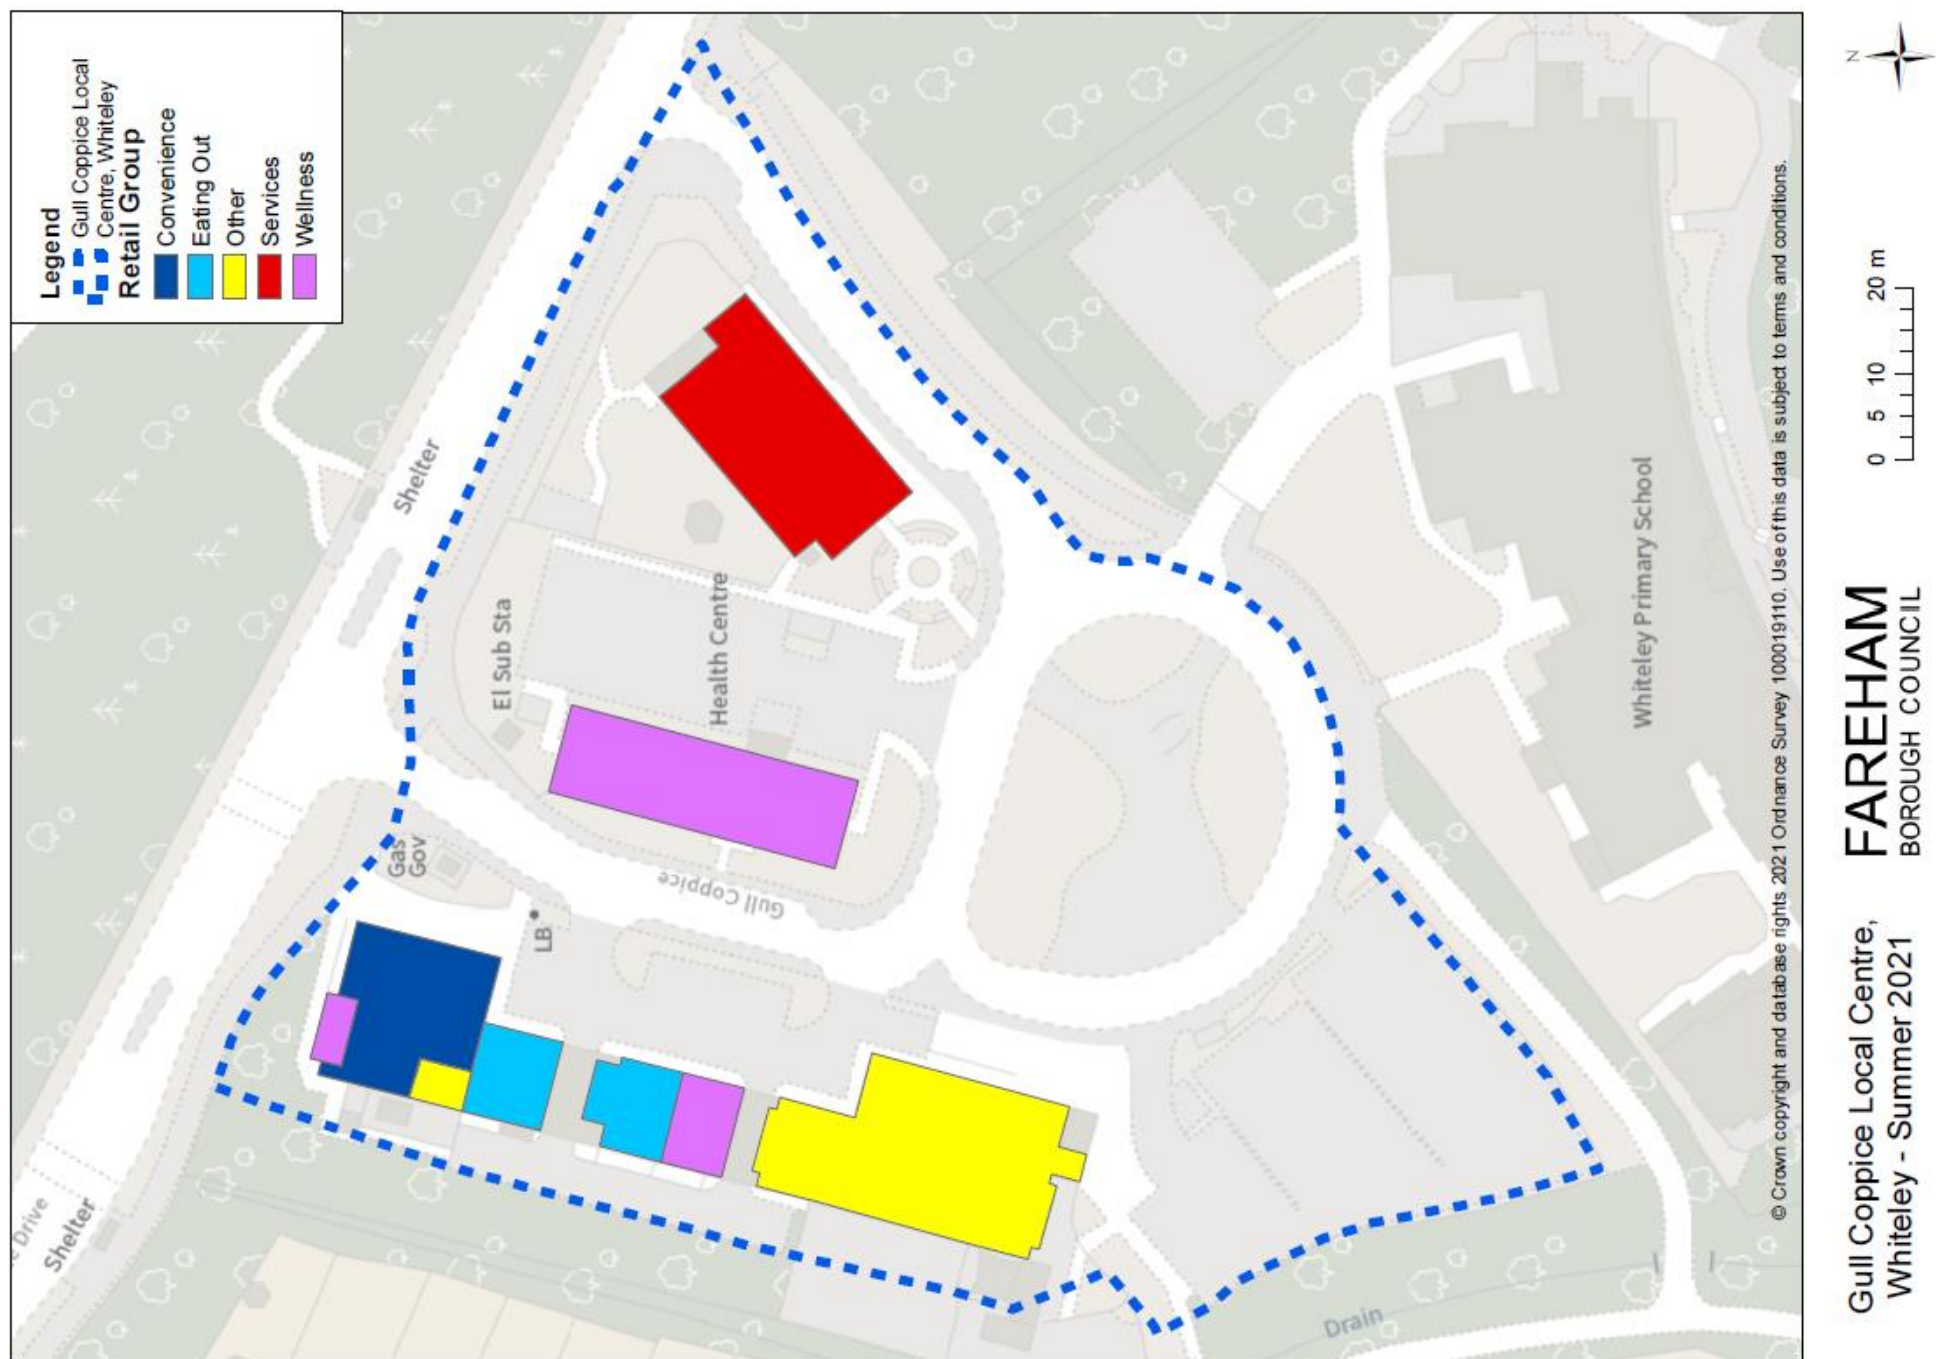 Legend
Gull Coppice Local
Centre, Whiteley
Retail Group
Convenience
Eating Out
Other
Services
Wellness
Shelter
El Sub Sta
Health Centre
Gas
Gov
LB
Gull Coppice
Drive
Shelter
Drain
Whiteley Primary School
© Crown copyright and database rights 2021 Ordnance Survey 100019110. Use of this data is subject to terms and conditions.
Gull Coppice Local Centre,
Whiteley - Summer 2021
FAREHAM
BOROUGH COUNCIL
0 5 10 20 m
N